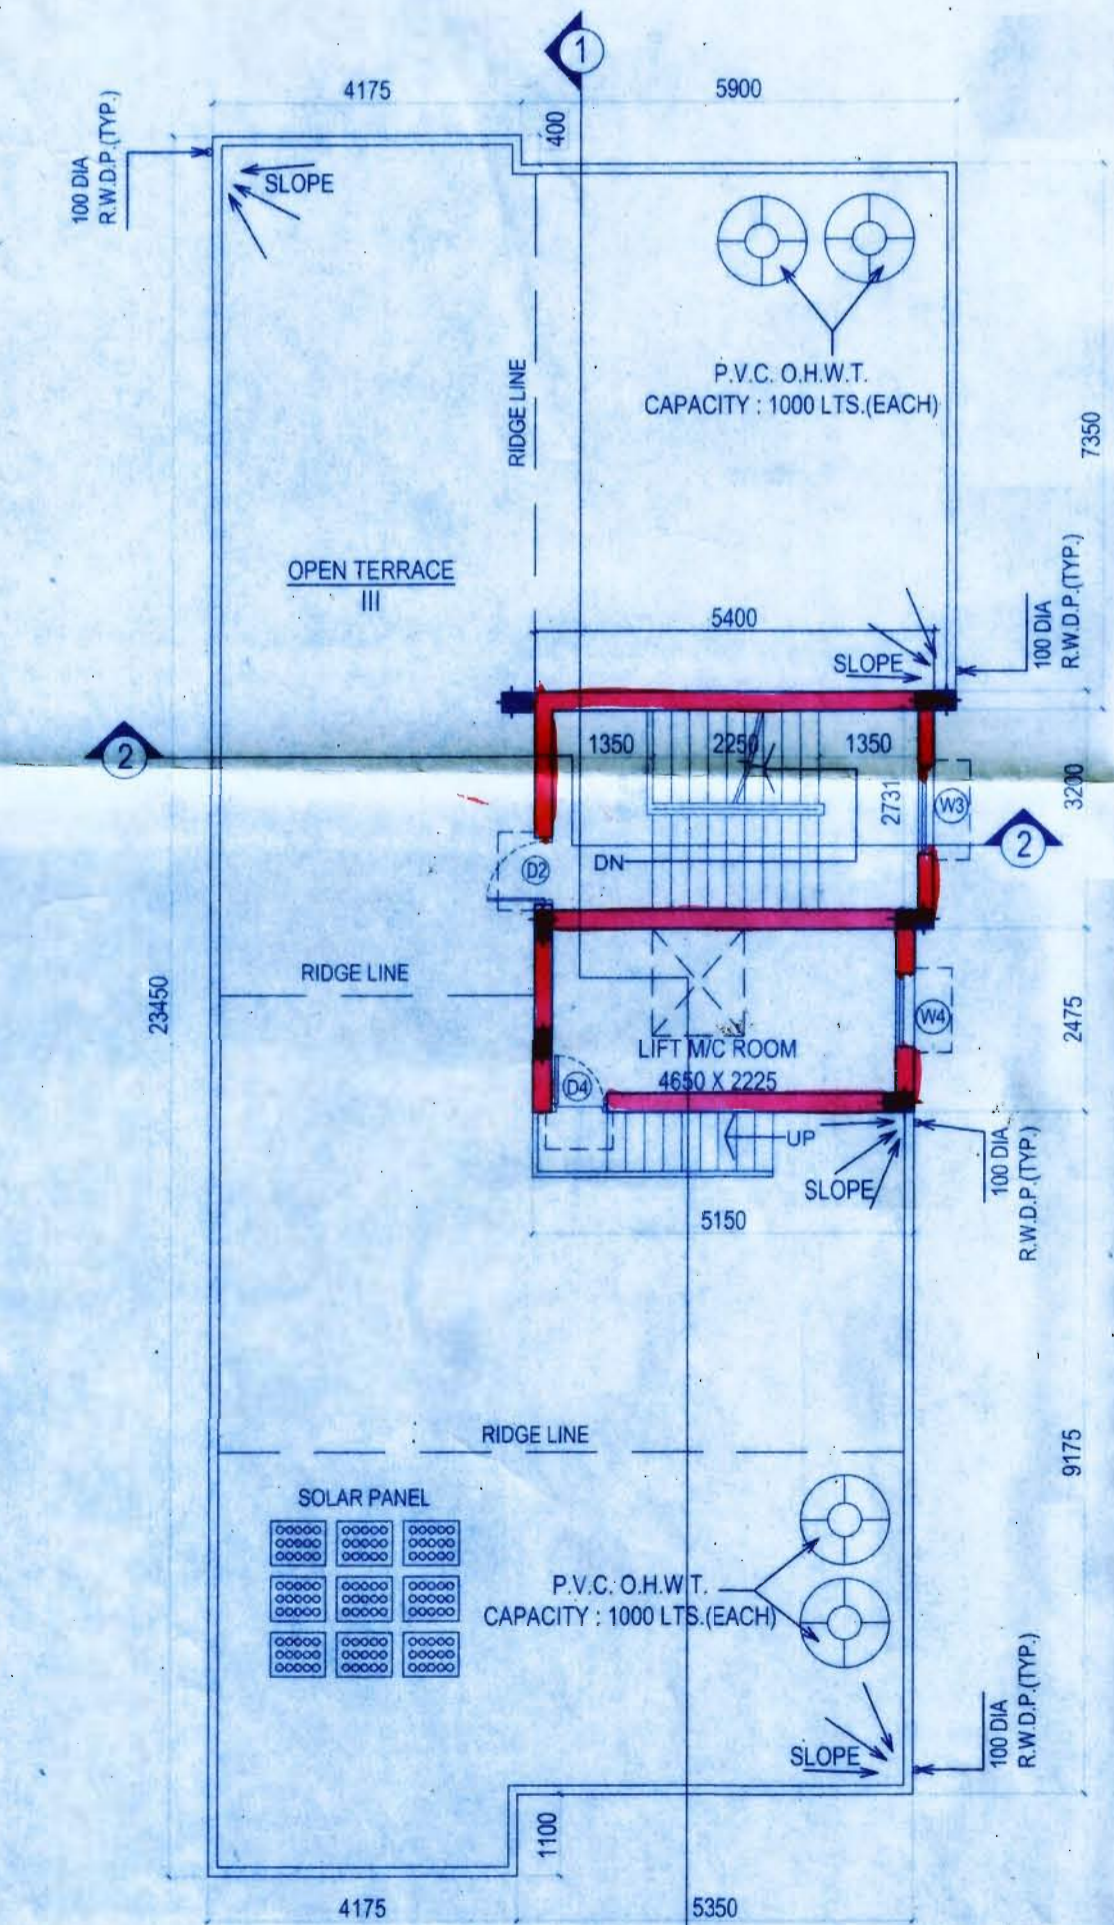 1
4175
5900
400
100 DIA
R.W.D.P.(TYP.)
SLOPE
RIDGE LINE
P.V.C. O.H.W.T.
CAPACITY : 1000 LTS.(EACH)
7350
OPEN TERRACE
III
5400
SLOPE
100 DIA
R.W.D.P.(TYP.)
2
1350
2250
1350
2731
W3
3200
2
D2
DN
RIDGE LINE
23450
W4
2475
LIFT M/C ROOM
4650 X 2225
D4
UP
SLOPE
100 DIA
R.W.D.P.(TYP.)
5150
RIDGE LINE
9175
SOLAR PANEL
P.V.C. O.H.W.T.
CAPACITY : 1000 LTS.(EACH)
SLOPE
100 DIA
R.W.D.P.(TYP.)
1100
4175
5350